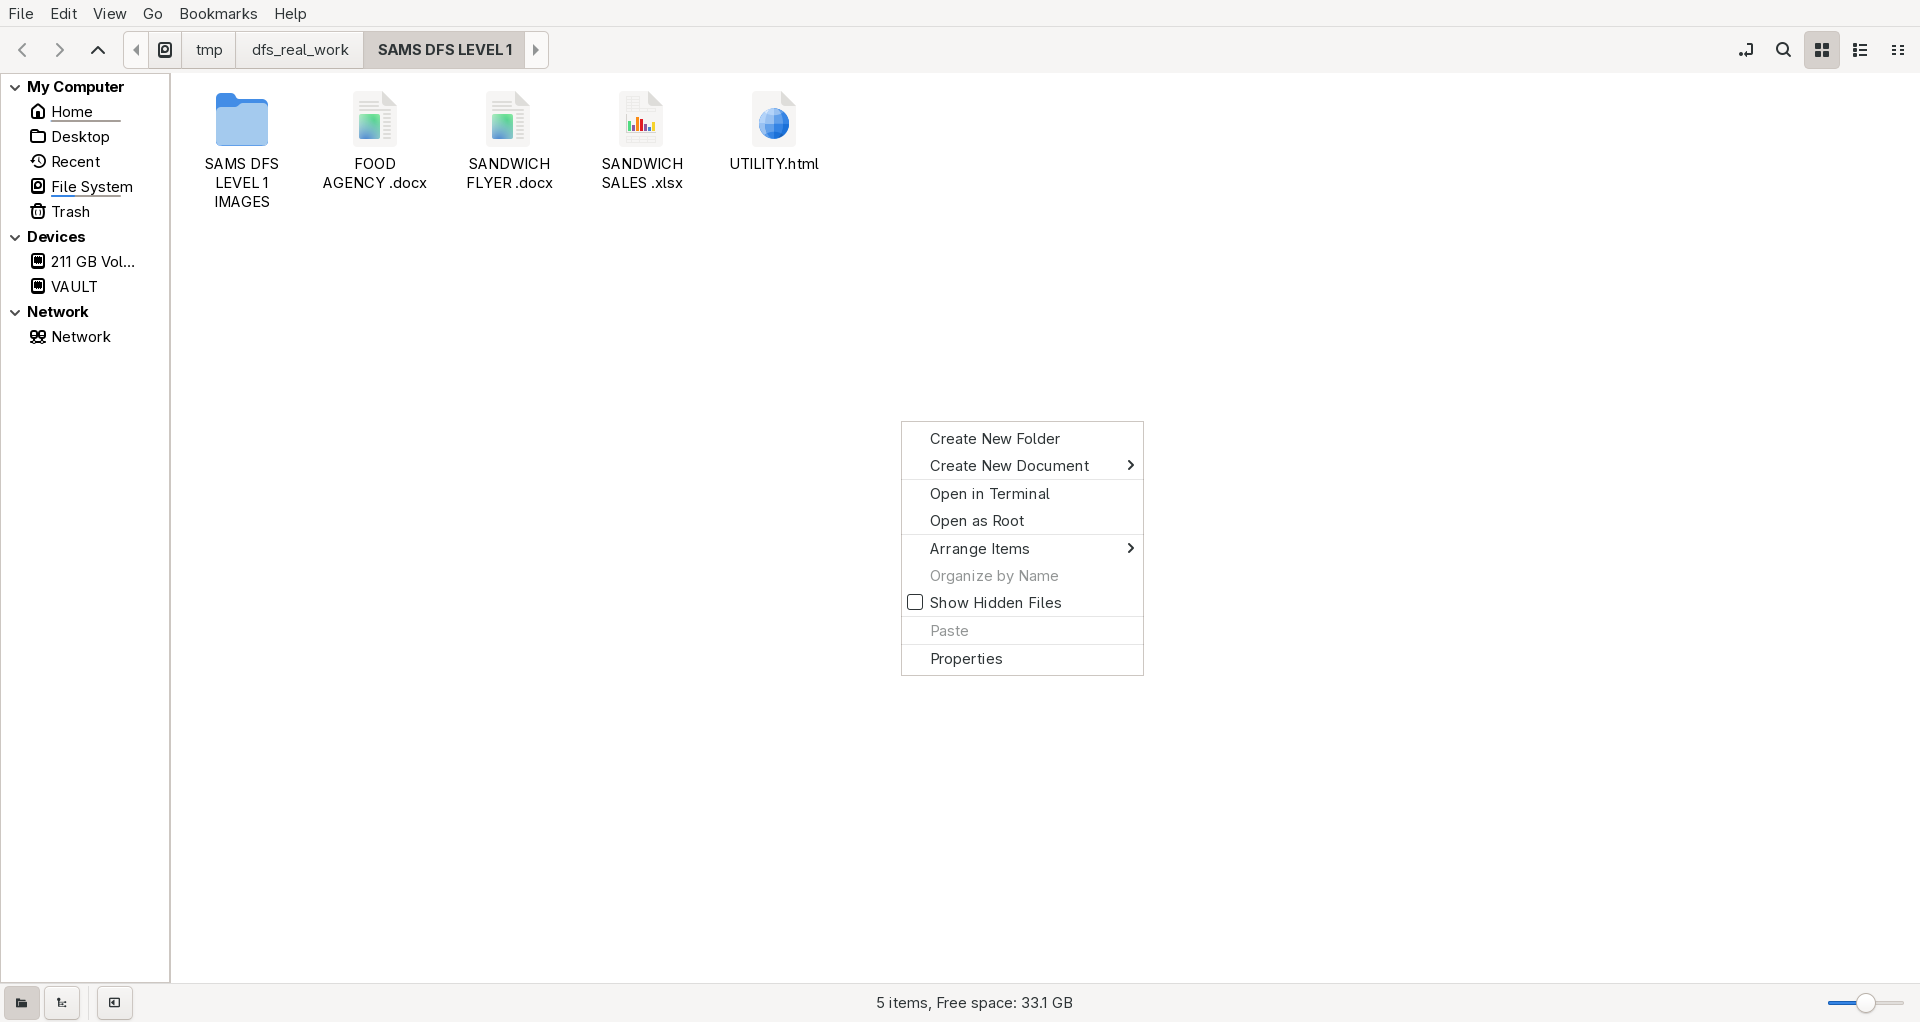 File Edit View Go Bookmarks Help
tmp dfs_real_work SAMS DFS LEVEL 1
My Computer
Home
Desktop
Recent
File System
Trash
Devices
211 GB Vol...
VAULT
Network
Network
SAMS DFS
LEVEL 1
IMAGES
FOOD
AGENCY .docx
SANDWICH
FLYER .docx
SANDWICH
SALES .xlsx
UTILITY.html
Create New Folder
Create New Document
Open in Terminal
Open as Root
Arrange Items
Organize by Name
Show Hidden Files
Paste
Properties
5 items, Free space: 33.1 GB